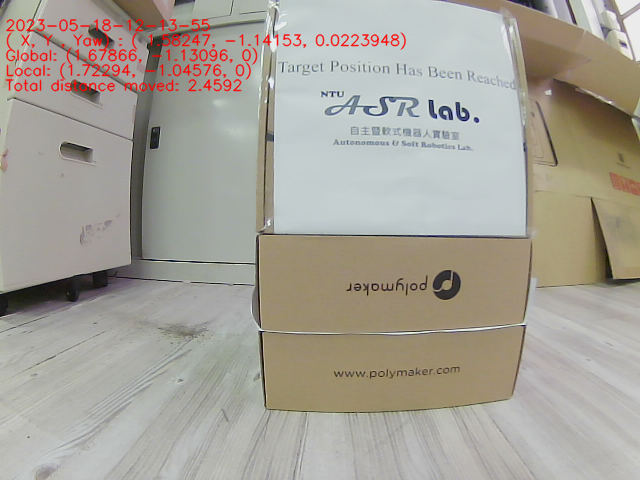 2023-05-18-12-13-55
( X, Y, Yaw) : (1.58247, -1.14153, 0.0223948)
Global: (1.67866, -1.13096, 0)
Local: (1.72294, -1.04576, 0)
Total distance moved: 2.4592
Target Position Has Been Reached
NTU
ASR Lab.
自主暨軟式機器人實驗室
Autonomous & Soft Robotics Lab.
polymaker
www.polymaker.com